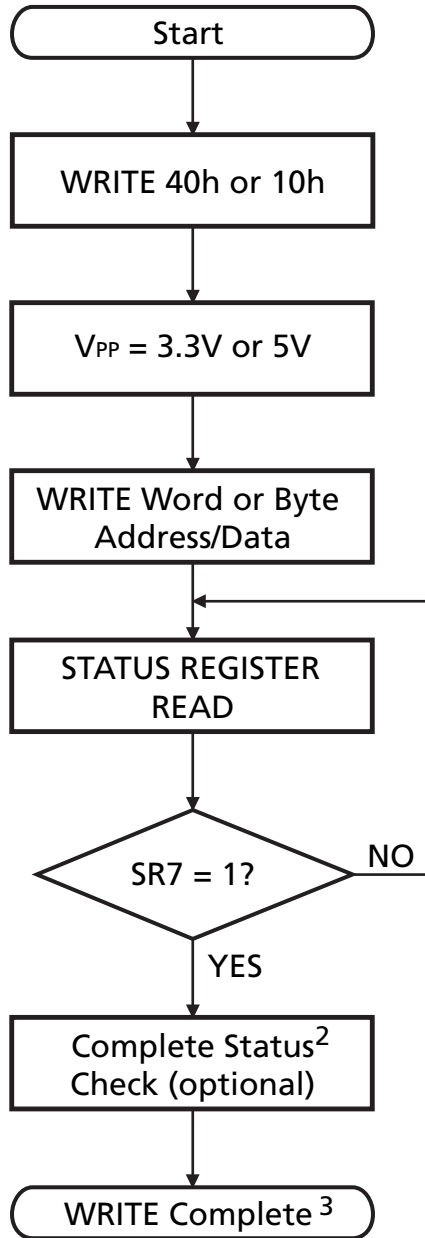 Start
WRITE 40h or 10h
VPP = 3.3V or 5V
WRITE Word or Byte
Address/Data
STATUS REGISTER
READ
SR7 = 1?
NO
YES
Complete Status2
Check (optional)
WRITE Complete 3